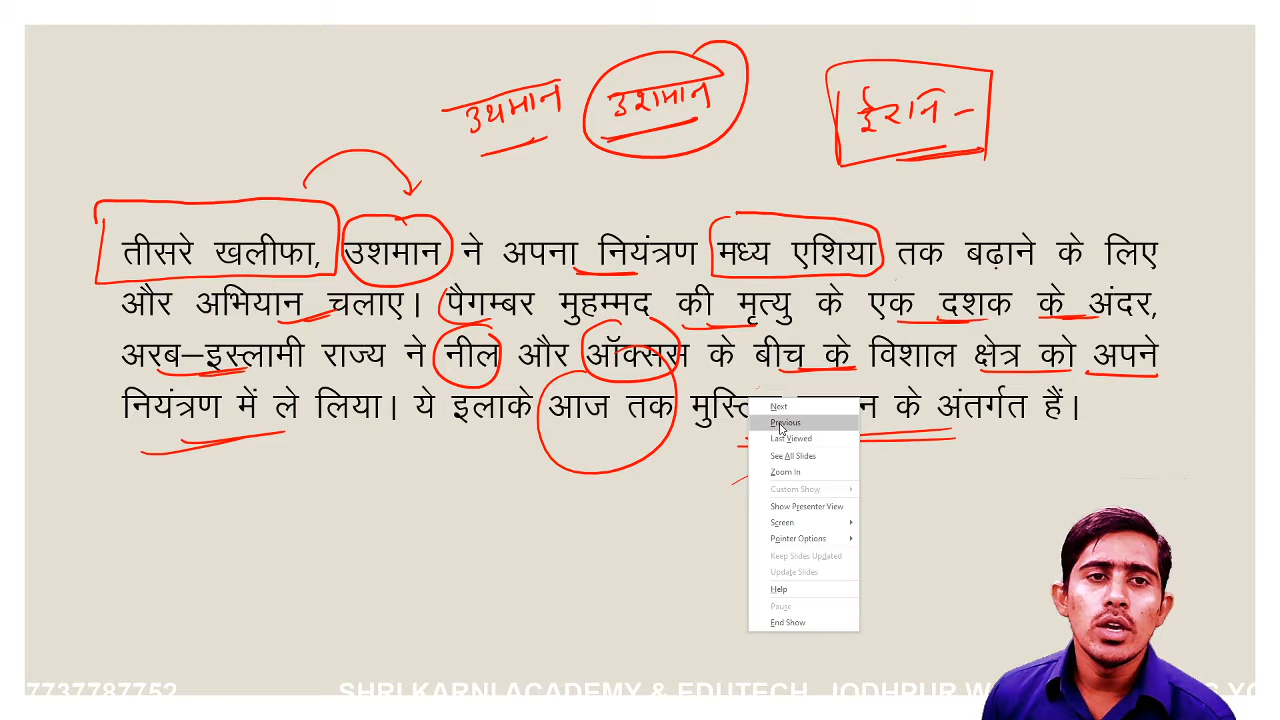 उथमान उशमान ईरान -
तीसरे खलीफा, उशमान ने अपना नियंत्रण मध्य एशिया तक बढ़ाने के लिए
और अभियान चलाए। पैगम्बर मुहम्मद की मृत्यु के एक दशक के अंदर,
अरब–इस्लामी राज्य ने नील और ऑक्सस के बीच के विशाल क्षेत्र को अपने
नियंत्रण में ले लिया। ये इलाके आज तक के अंतर्गत हैं।
Next
Previous
Last Viewed
See All Slides
Zoom In
Custom Show
Show Presenter View
Screen
Pointer Options
Keep Slides Updated
Update Slides
Help
Pause
End Show
7737787752 SHRI KARNI ACADEMY & EDUTECH, JODHPUR